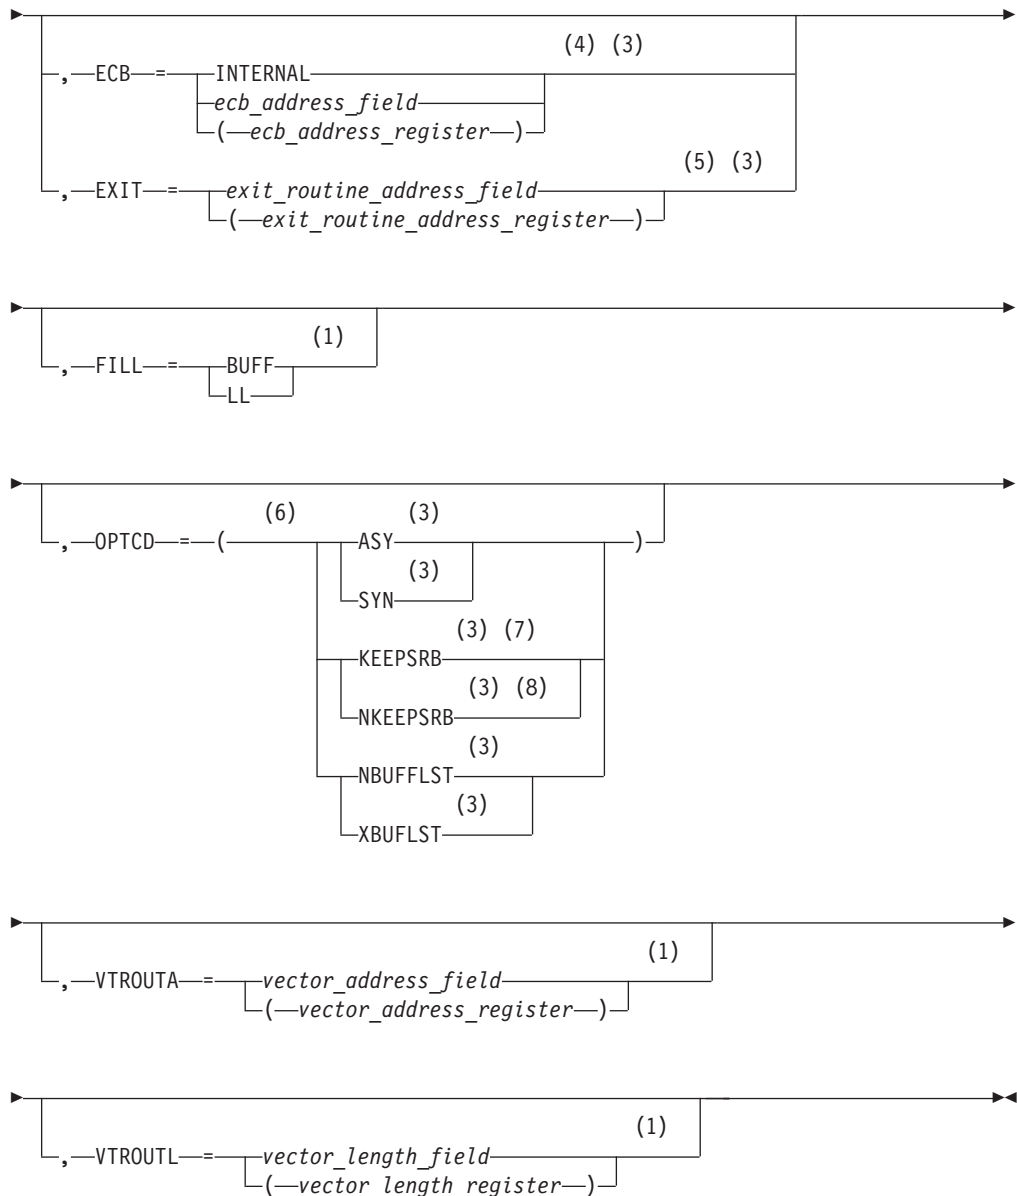 (4) (3)
, ECB = INTERNAL
ecb_address_field
( ecb_address_register )
(5) (3)
, EXIT = exit_routine_address_field
( exit_routine_address_register )
(1)
, FILL = BUFF
LL
(6) (3)
, OPTCD = ( ASY )
(3)
SYN
(3) (7)
KEEPSRB
(3) (8)
NKEEPSRB
(3)
NBUFFLST
(3)
XBUFLST
(1)
, VTROUTA = vector_address_field
( vector_address_register )
(1)
, VTROUTL = vector_length_field
( vector_length_register )